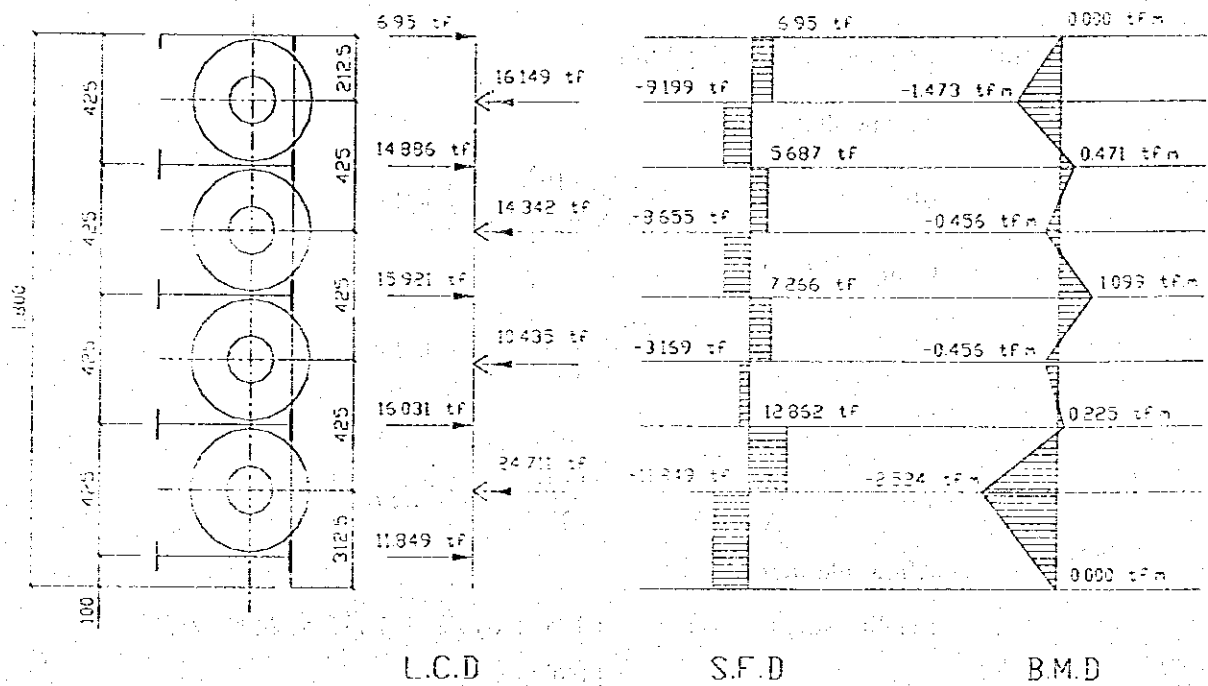 6.95 tf
6.95 tf
0.000 tf.m
212.5
16.149 tf
-9.199 tf
-1.473 tf.m
425
14.886 tf
5.687 tf
0.471 tf.m
425
14.342 tf
-8.655 tf
-0.456 tf.m
425
15.921 tf
7.266 tf
1.099 tf.m
1.800
425
10.435 tf
-3.169 tf
-0.456 tf.m
425
16.031 tf
12.862 tf
0.225 tf.m
425
24.711 tf
-11.849 tf
425
312.5
11.849 tf
0.000 tf.m
100
L.C.D
S.F.D
B.M.D